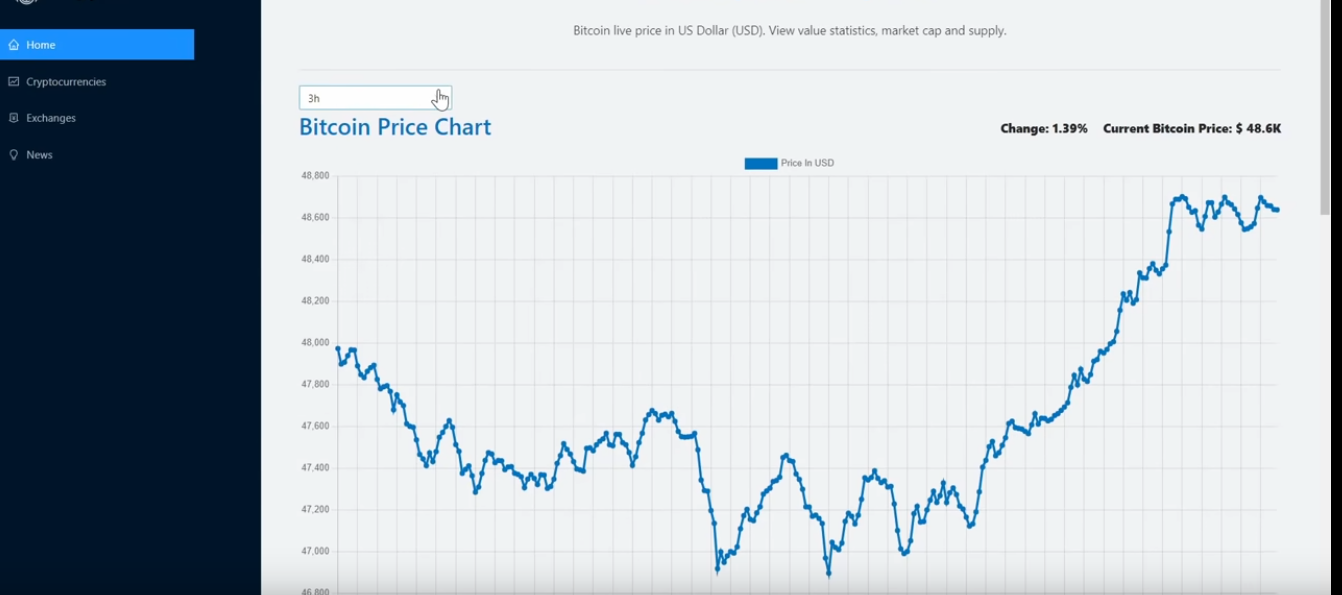 Bitcoin live price in US Dollar (USD). View value statistics, market cap and supply.
Home
Cryptocurrencies
Exchanges
News
3h
Bitcoin Price Chart
Change: 1.39% Current Bitcoin Price: $ 48.6K
Price In USD
48,800
48,600
48,400
48,200
48,000
47,800
47,600
47,400
47,200
47,000
46,800